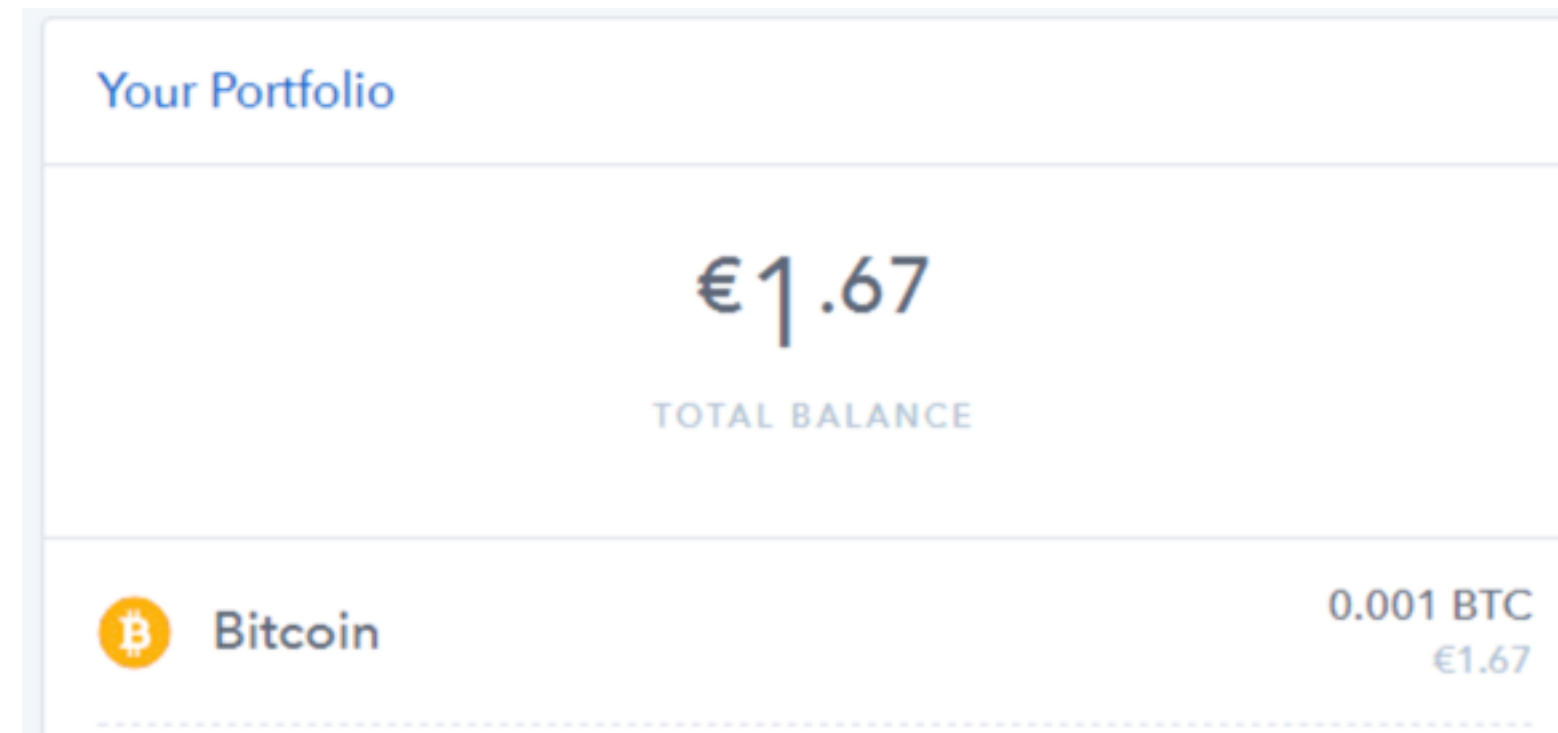 Your Portfolio
€1.67
TOTAL BALANCE
Bitcoin
0.001 BTC
€1.67